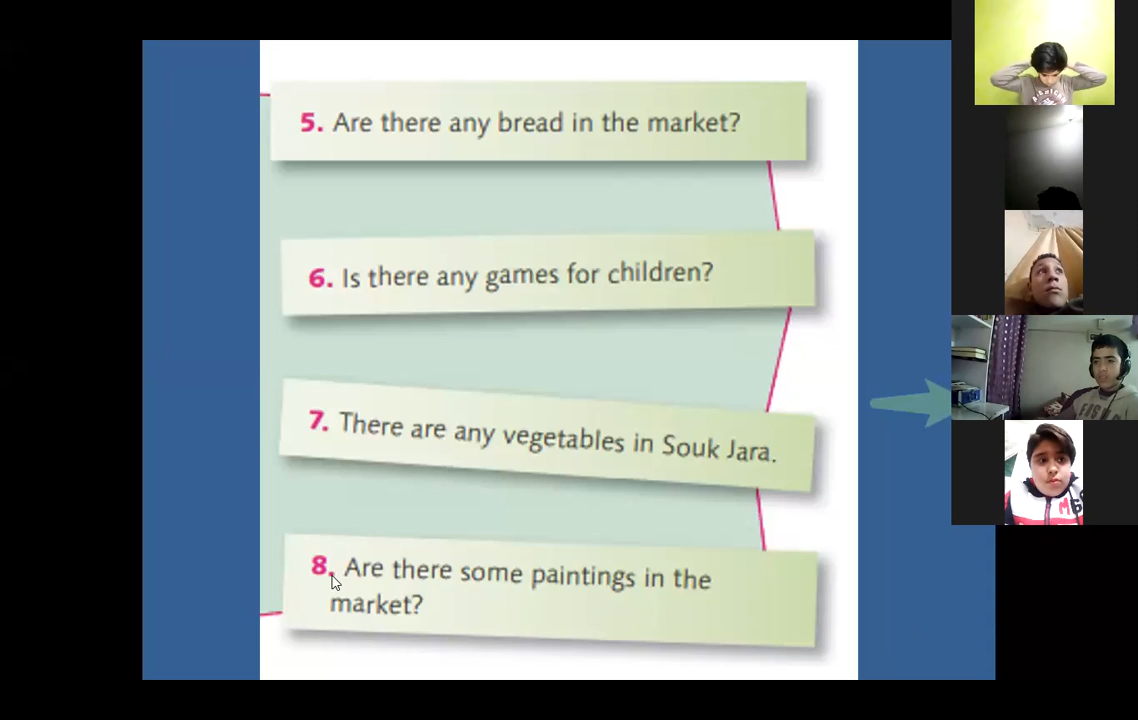 5. Are there any bread in the market?
6. Is there any games for children?
7. There are any vegetables in Souk Jara.
8. Are there some paintings in the
market?